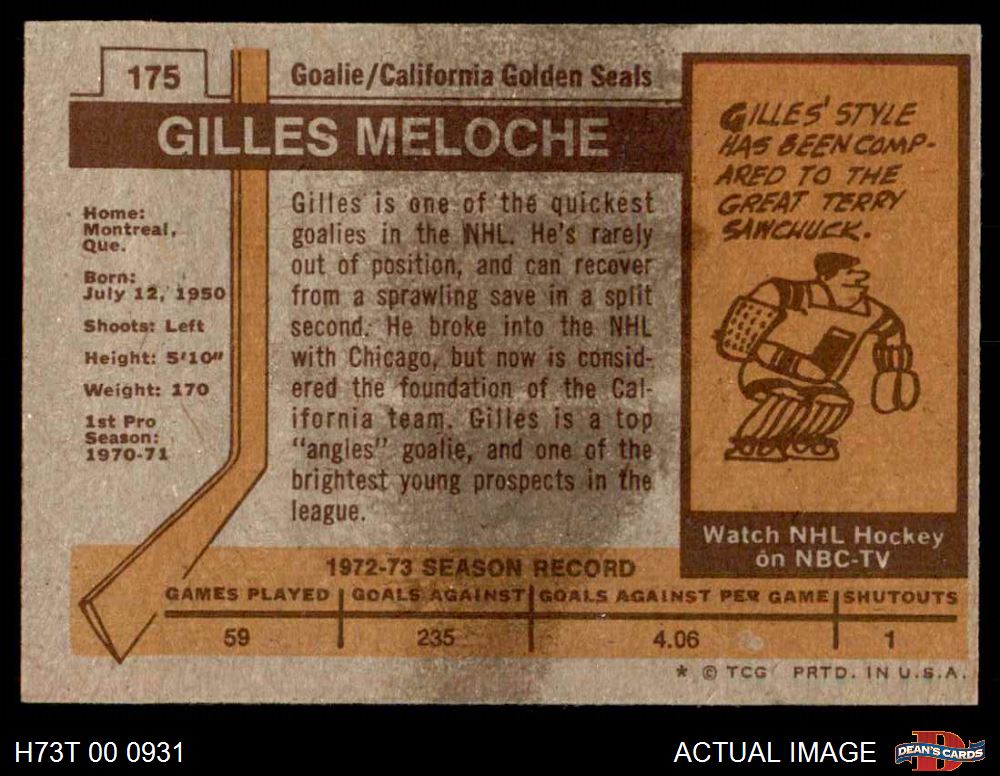 175
Goalie/California Golden Seals
GILLES MELOCHE
Home:
Montreal,
Que.
Born:
July 12, 1950
Shoots: Left
Height: 5'10"
Weight: 170
1st Pro
Season:
1970-71
Gilles is one of the quickest
goalies in the NHL. He's rarely
out of position, and can recover
from a sprawling save in a split
second. He broke into the NHL
with Chicago, but now is consid-
ered the foundation of the Cal-
ifornia team. Gilles is a top
"angles" goalie, and one of the
brightest young prospects in the
league.
GILLES' STYLE
HAS BEEN COMP-
ARED TO THE
GREAT TERRY
SAWCHUCK.
Watch NHL Hockey
on NBC-TV
1972-73 SEASON RECORD
GAMES PLAYED GOALS AGAINST GOALS AGAINST PER GAME SHUTOUTS
59 235 4.06 1
* © TCG PRTD. IN U.S.A.
H73T 00 0931
ACTUAL IMAGE
DEAN'S CARDS